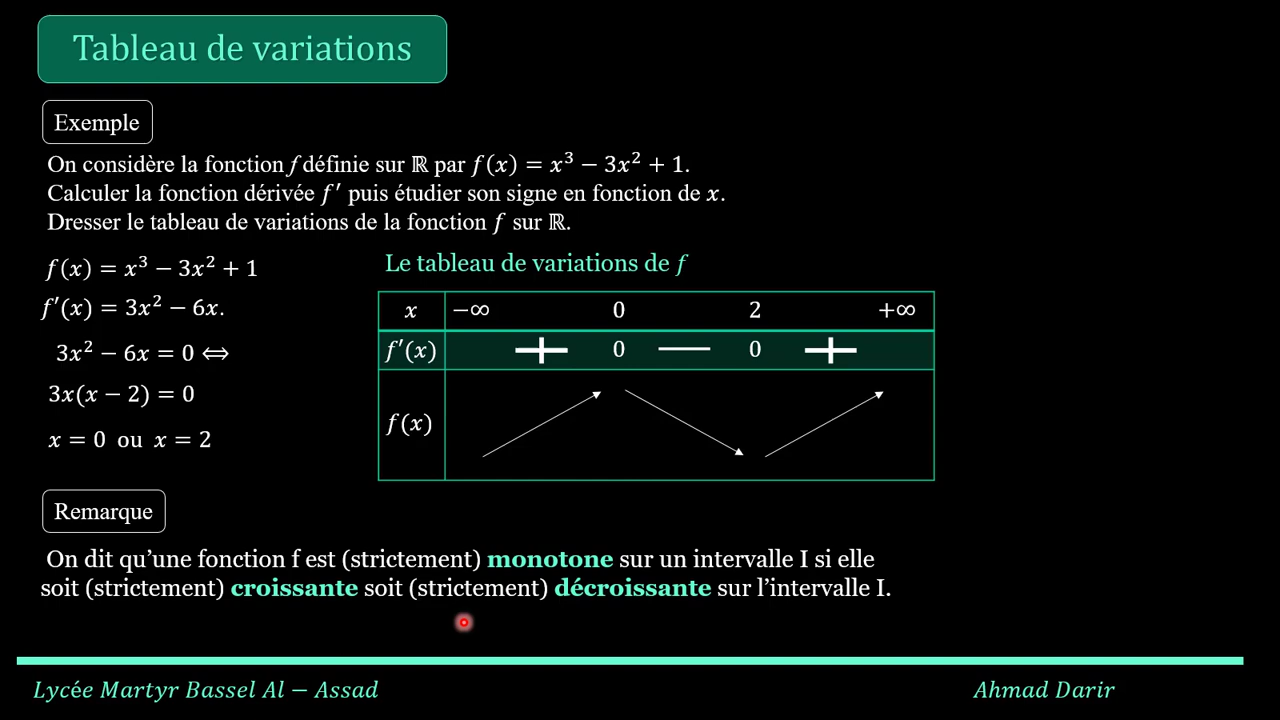 Tableau de variations
Exemple
On considère la fonction f définie sur ℝ par f(x) = x³ − 3x² + 1.
Calculer la fonction dérivée f′ puis étudier son signe en fonction de x.
Dresser le tableau de variations de la fonction f sur ℝ.
f(x) = x³ − 3x² + 1
f′(x) = 3x² − 6x.
3x² − 6x = 0 ⟺
3x(x − 2) = 0
x = 0 ou x = 2
Le tableau de variations de f
x −∞ 0 2 +∞
f′(x) + 0 − 0 +
f(x)
Remarque
On dit qu’une fonction f est (strictement) monotone sur un intervalle I si elle
soit (strictement) croissante soit (strictement) décroissante sur l’intervalle I.
Lycée Martyr Bassel Al − Assad
Ahmad Darir